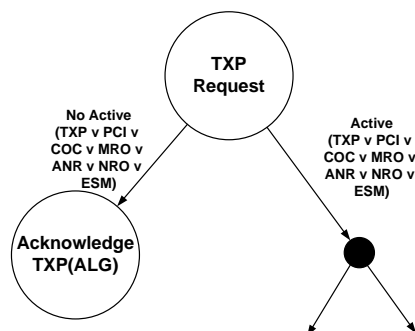 TXP
Request
No Active
(TXP v PCI v
COC v MRO v
ANR v NRO v
ESM)
Active
(TXP v PCI v
COC v MRO v
ANR v NRO v
ESM)
Acknowledge
TXP(ALG)